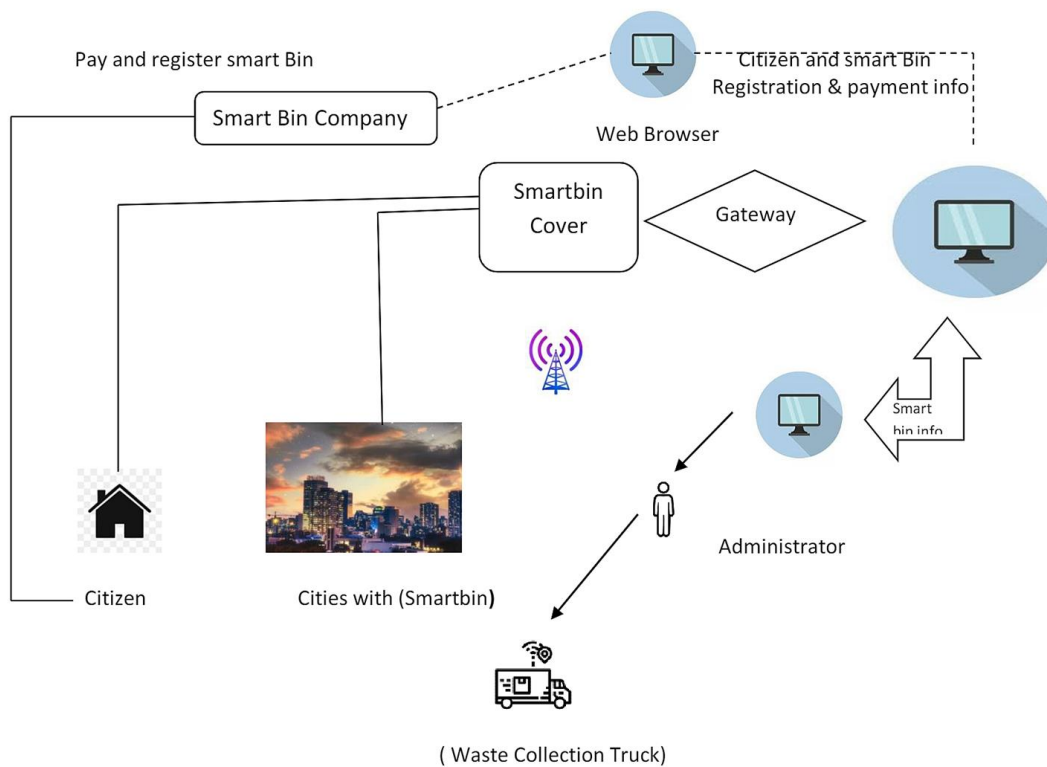 Pay and register smart Bin
Citizen and smart Bin
Registration & payment info
Smart Bin Company
Web Browser
Smartbin
Cover
Gateway
Smart
bin info
Administrator
Citizen
Cities with (Smartbin)
( Waste Collection Truck)